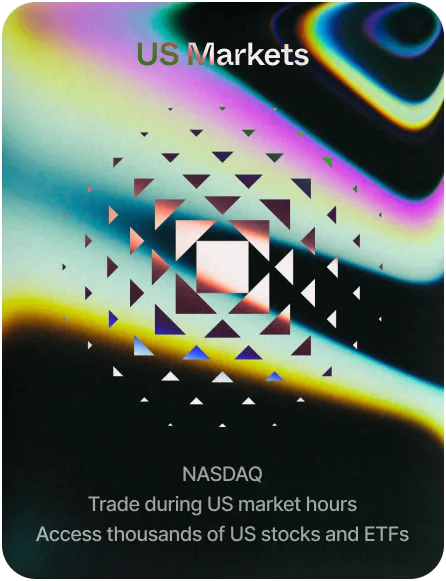 US Markets
NASDAQ
Trade during US market hours
Access thousands of US stocks and ETFs